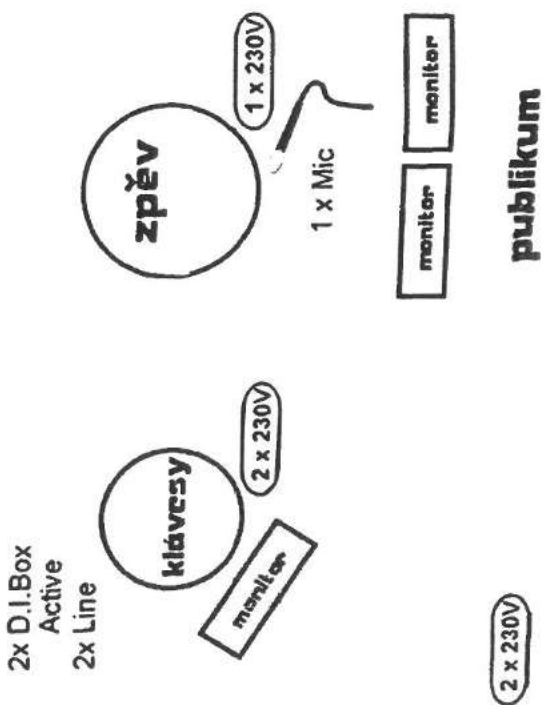 2x D.I.Box
Active
2x Line
klávesy
2 x 230V
monitor
2 x 230V
zpěv
1 x 230V
1 x Mic
monitor
monitor
publikum